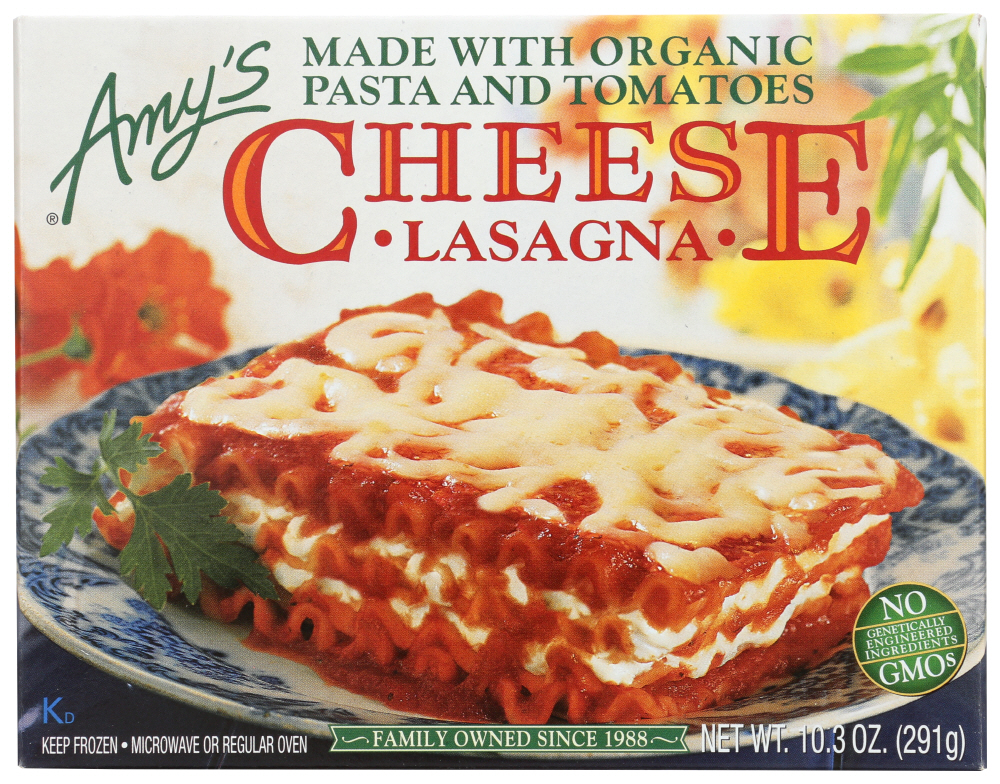 Amy's
®
MADE WITH ORGANIC
PASTA AND TOMATOES
CHEESE
•LASAGNA•
NO
GENETICALLY
ENGINEERED
INGREDIENTS
GMOs
KD
KEEP FROZEN • MICROWAVE OR REGULAR OVEN
FAMILY OWNED SINCE 1988
NET WT. 10.3 OZ. (291g)